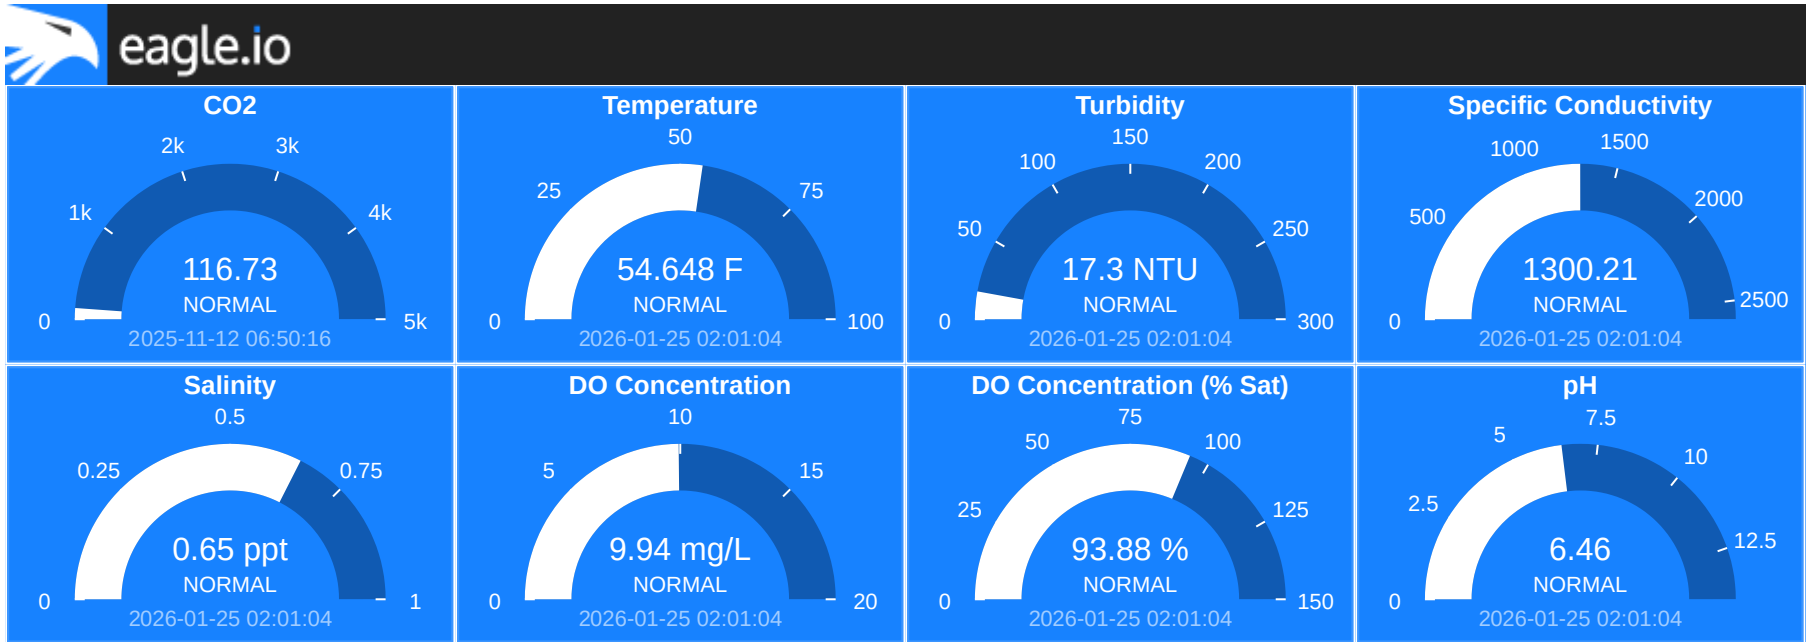 eagle.io
CO2
0
1k
2k
3k
4k
5k
116.73
NORMAL
2025-11-12 06:50:16
Temperature
0
25
50
75
100
54.648 F
NORMAL
2026-01-25 02:01:04
Turbidity
0
50
100
150
200
250
300
17.3 NTU
NORMAL
2026-01-25 02:01:04
Specific Conductivity
0
500
1000
1500
2000
2500
1300.21
NORMAL
2026-01-25 02:01:04
Salinity
0
0.25
0.5
0.75
1
0.65 ppt
NORMAL
2026-01-25 02:01:04
DO Concentration
0
5
10
15
20
9.94 mg/L
NORMAL
2026-01-25 02:01:04
DO Concentration (% Sat)
0
25
50
75
100
125
150
93.88 %
NORMAL
2026-01-25 02:01:04
pH
0
2.5
5
7.5
10
12.5
6.46
NORMAL
2026-01-25 02:01:04